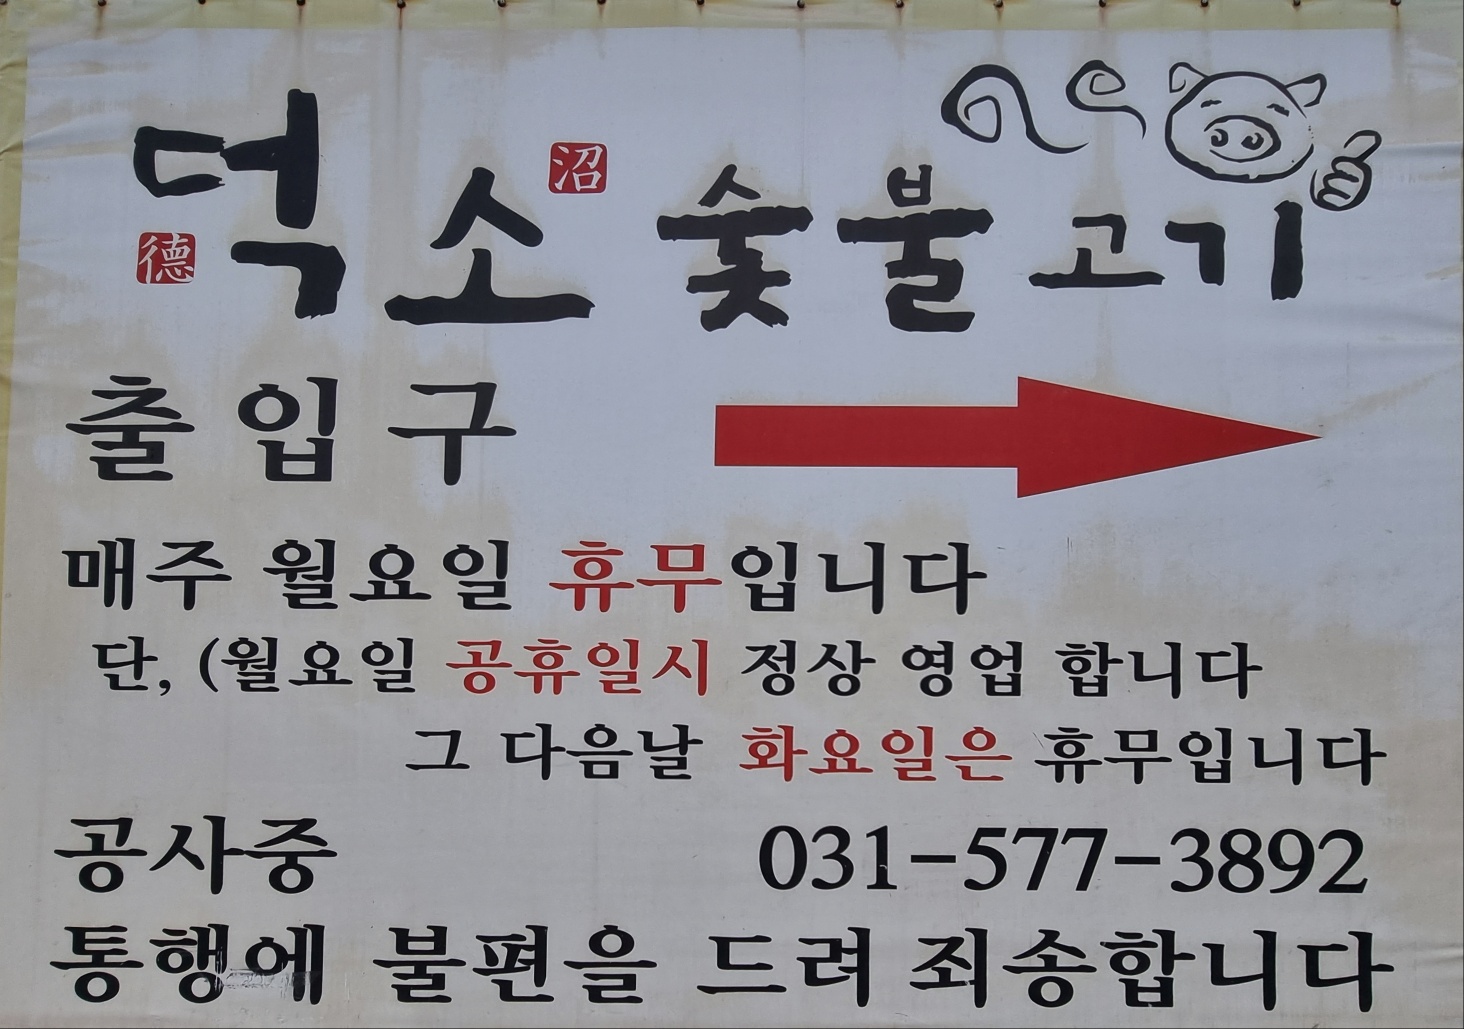 덕소 숯불고기
德 沼
출입구
매주 월요일 휴무입니다
단, (월요일 공휴일시 정상 영업 합니다
그 다음날 화요일은 휴무입니다
공사중 031-577-3892
통행에 불편을 드려 죄송합니다